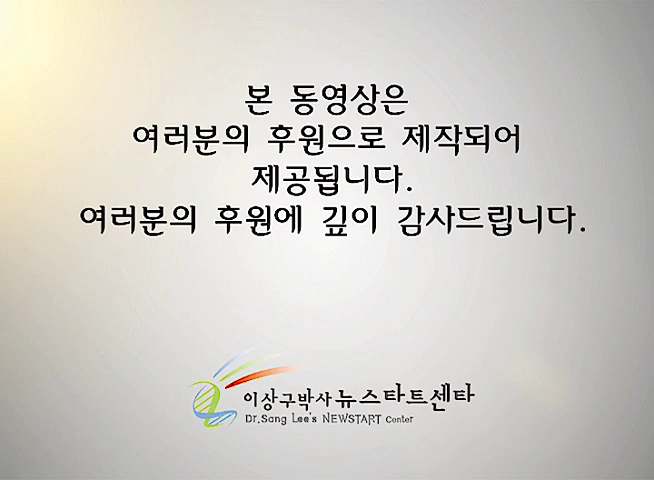 본 동영상은
여러분의 후원으로 제작되어
제공됩니다.
여러분의 후원에 깊이 감사드립니다.
이상구박사 뉴스타트센타
Dr.Sang Lee's NEWSTART Center